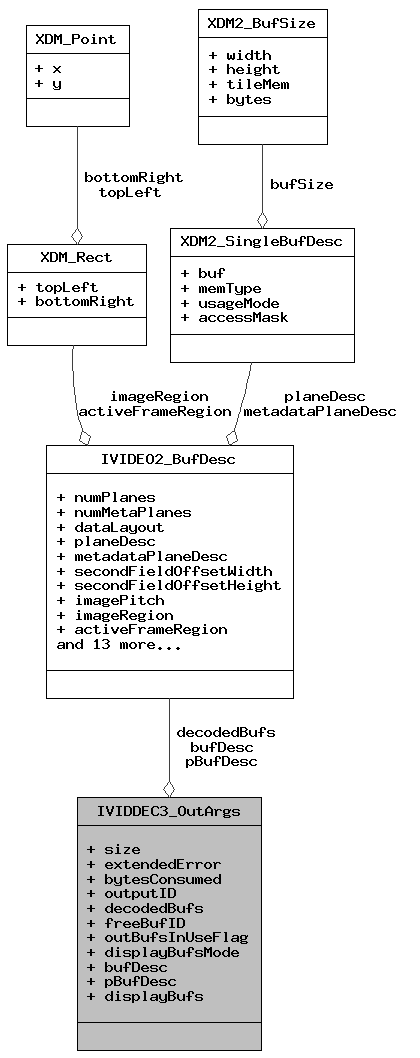 XDM_Point
+ x
+ y
XDM2_BufSize
+ width
+ height
+ tileMem
+ bytes
bottomRight
topLeft
bufSize
XDM_Rect
+ topLeft
+ bottomRight
XDM2_SingleBufDesc
+ buf
+ memType
+ usageMode
+ accessMask
imageRegion
activeFrameRegion
planeDesc
metadataPlaneDesc
IVIDEO2_BufDesc
+ numPlanes
+ numMetaPlanes
+ dataLayout
+ planeDesc
+ metadataPlaneDesc
+ secondFieldOffsetWidth
+ secondFieldOffsetHeight
+ imagePitch
+ imageRegion
+ activeFrameRegion
and 13 more...
decodedBufs
bufDesc
pBufDesc
IVIDDEC3_OutArgs
+ size
+ extendedError
+ bytesConsumed
+ outputID
+ decodedBufs
+ freeBufID
+ outBufsInUseFlag
+ displayBufsMode
+ bufDesc
+ pBufDesc
+ displayBufs